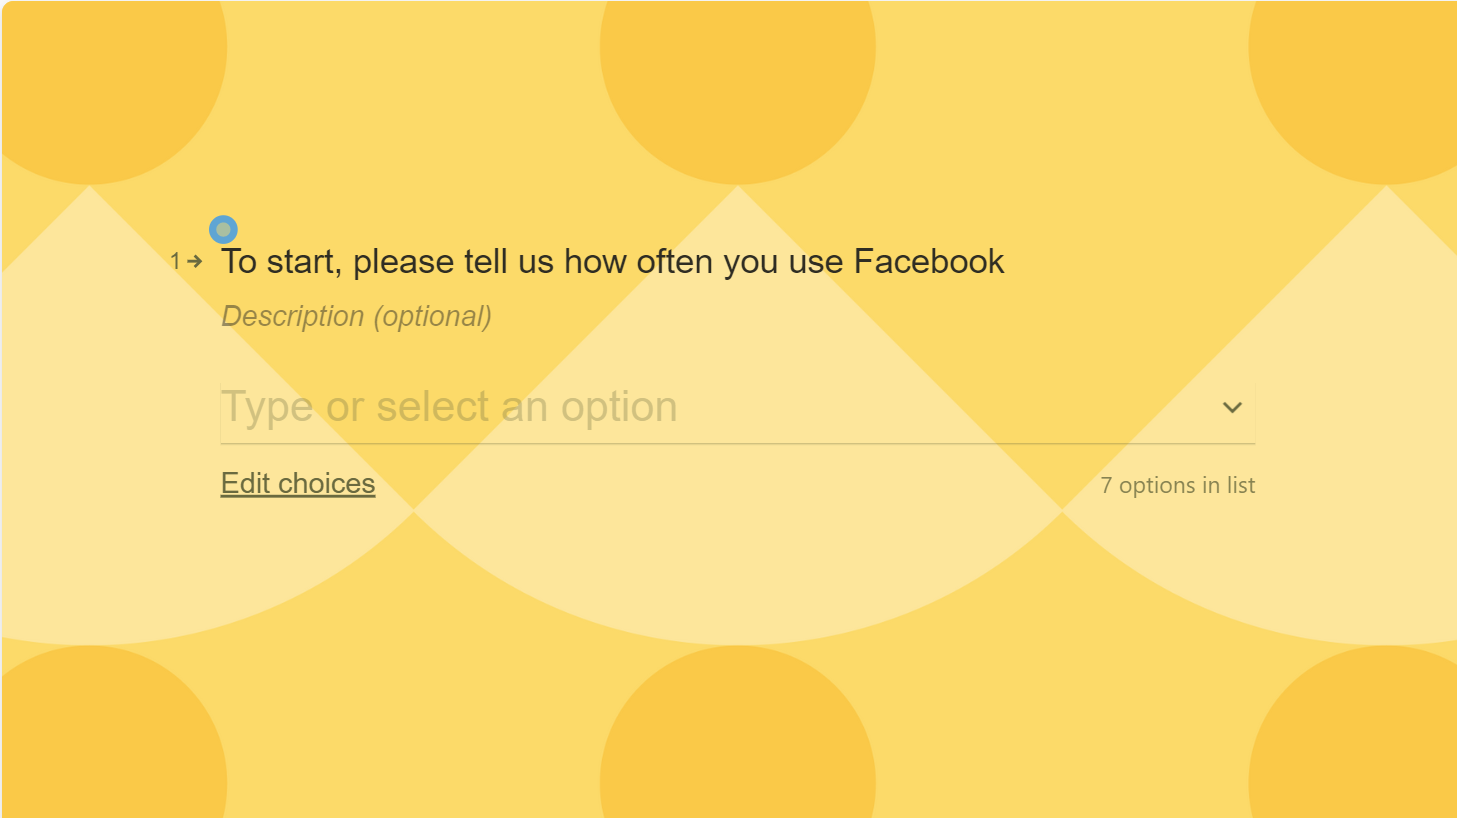 1 → To start, please tell us how often you use Facebook
Description (optional)
Type or select an option
Edit choices
7 options in list